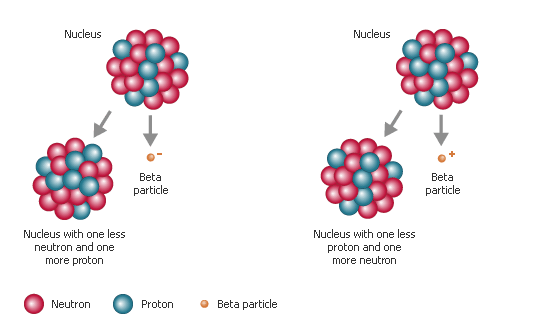 Nucleus
−
Beta
particle
Nucleus with one less
neutron and one
more proton
Nucleus
+
Beta
particle
Nucleus with one less
proton and one
more neutron
Neutron
Proton
Beta particle